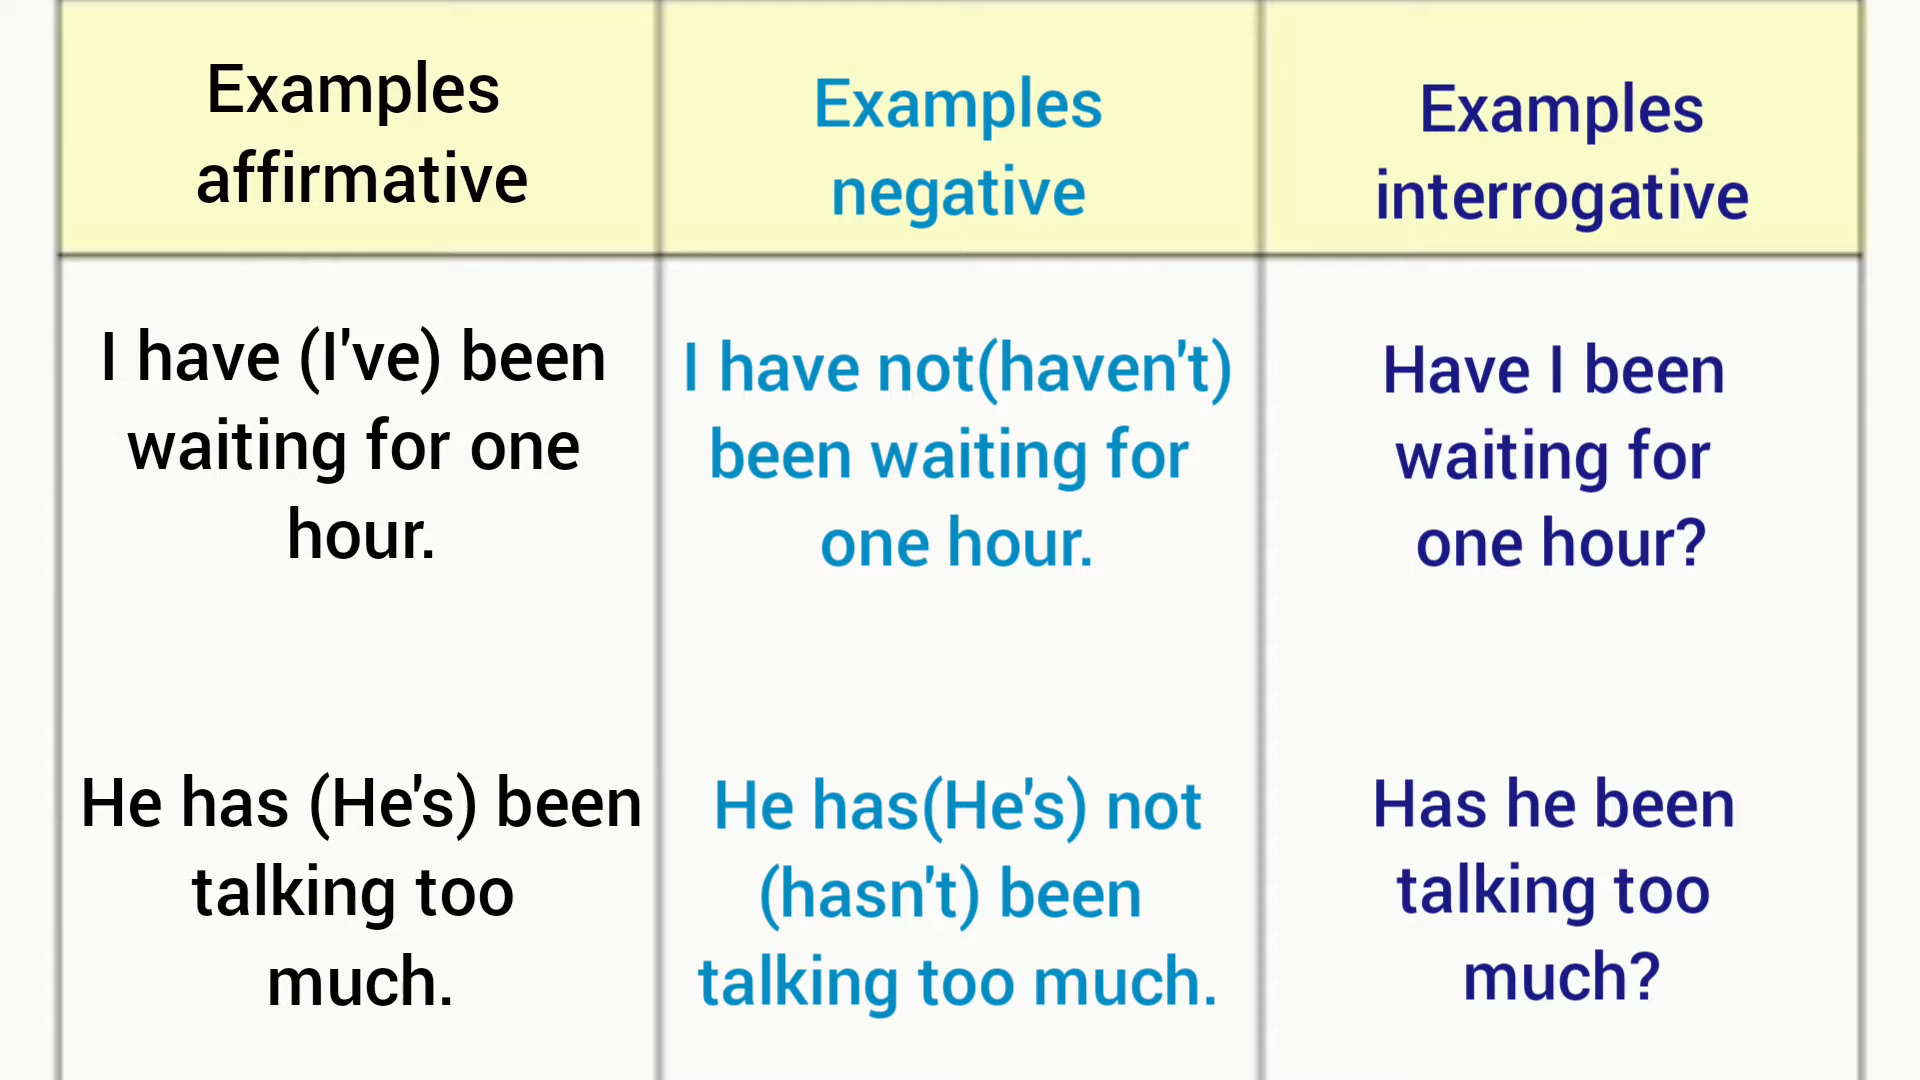 Examples
affirmative
Examples
negative
Examples
interrogative
I have (I've) been
waiting for one
hour.
I have not(haven't)
been waiting for
one hour.
Have I been
waiting for
one hour?
He has (He's) been
talking too
much.
He has(He's) not
(hasn't) been
talking too much.
Has he been
talking too
much?